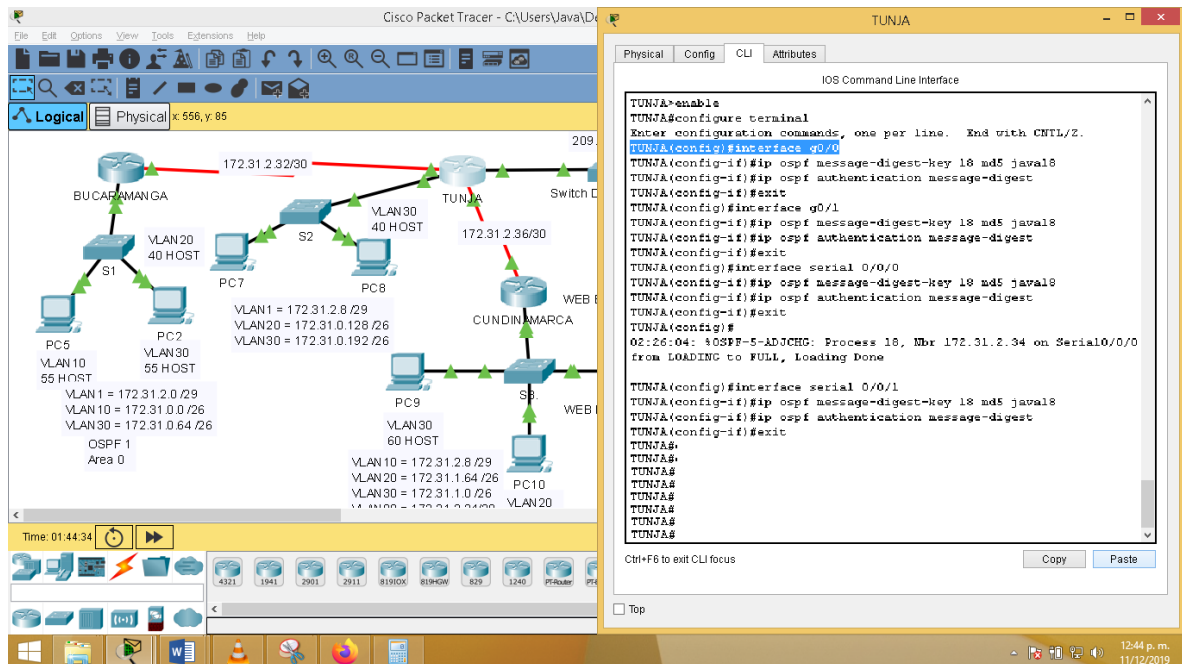 Cisco Packet Tracer - C:\Users\Java\De
File Edit Options View Tools Extensions Help
Logical Physical x: 556, y: 85
209.
172.31.2.32/30
BUCARAMANGA
TUNJA
Switch D
VLAN30
40 HOST
S2
172.31.2.36/30
VLAN20
40 HOST
S1
PC7
PC8
WEB
VLAN1 = 172.31.2.8 /29
VLAN20 = 172.31.0.128 /26
VLAN30 = 172.31.0.192 /26
CUNDINAMARCA
PC5
PC2
VLAN10
55 HOST
VLAN30
55 HOST
VLAN1 = 172.31.2.0 /29
VLAN10 = 172.31.0.0 /26
VLAN30 = 172.31.0.64 /26
OSPF 1
Area 0
PC9
S3.
WEB
VLAN30
60 HOST
VLAN10 = 172.31.2.8 /29
VLAN20 = 172.31.1.64 /26
VLAN30 = 172.31.1.0 /26
PC10
VLAN20
Time: 01:44:34
4321 1941 2901 2911 819IOX 819HGW 829 1240 PT-Router
TUNJA
Physical Config CLI Attributes
IOS Command Line Interface
TUNJA>enable
TUNJA#configure terminal
Enter configuration commands, one per line. End with CNTL/Z.
TUNJA(config)#interface g0/0
TUNJA(config-if)#ip ospf message-digest-key 18 md5 java18
TUNJA(config-if)#ip ospf authentication message-digest
TUNJA(config-if)#exit
TUNJA(config)#interface g0/1
TUNJA(config-if)#ip ospf message-digest-key 18 md5 java18
TUNJA(config-if)#ip ospf authentication message-digest
TUNJA(config-if)#exit
TUNJA(config)#interface serial 0/0/0
TUNJA(config-if)#ip ospf message-digest-key 18 md5 java18
TUNJA(config-if)#ip ospf authentication message-digest
TUNJA(config-if)#exit
TUNJA(config)#
02:26:04: %OSPF-5-ADJCHG: Process 18, Nbr 172.31.2.34 on Serial0/0/0
from LOADING to FULL, Loading Done
TUNJA(config)#interface serial 0/0/1
TUNJA(config-if)#ip ospf message-digest-key 18 md5 java18
TUNJA(config-if)#ip ospf authentication message-digest
TUNJA(config-if)#exit
TUNJA#
TUNJA#
TUNJA#
TUNJA#
TUNJA#
TUNJA#
TUNJA#
TUNJA#
Ctrl+F6 to exit CLI focus
Copy Paste
Top
12:44 p. m.
11/12/2019